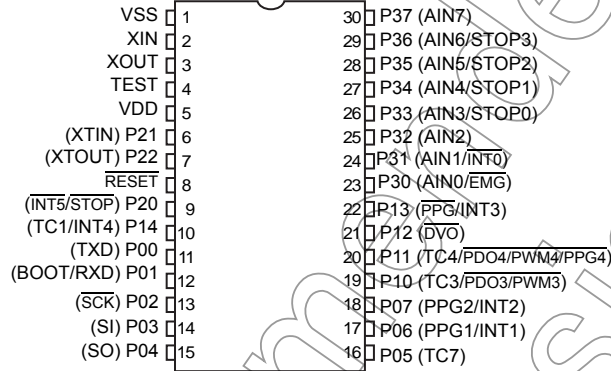 VSS 1 30 P37 (AIN7)
XIN 2 29 P36 (AIN6/STOP3)
XOUT 3 28 P35 (AIN5/STOP2)
TEST 4 27 P34 (AIN4/STOP1)
VDD 5 26 P33 (AIN3/STOP0)
(XTIN) P21 6 25 P32 (AIN2)
(XTOUT) P22 7 24 P31 (AIN1/INT0)
RESET 8 23 P30 (AIN0/EMG)
(INT5/STOP) P20 9 22 P13 (PPG/INT3)
(TC1/INT4) P14 10 21 P12 (DVO)
(TXD) P00 11 20 P11 (TC4/PDO4/PWM4/PPG4)
(BOOT/RXD) P01 12 19 P10 (TC3/PDO3/PWM3)
(SCK) P02 13 18 P07 (PPG2/INT2)
(SI) P03 14 17 P06 (PPG1/INT1)
(SO) P04 15 16 P05 (TC7)